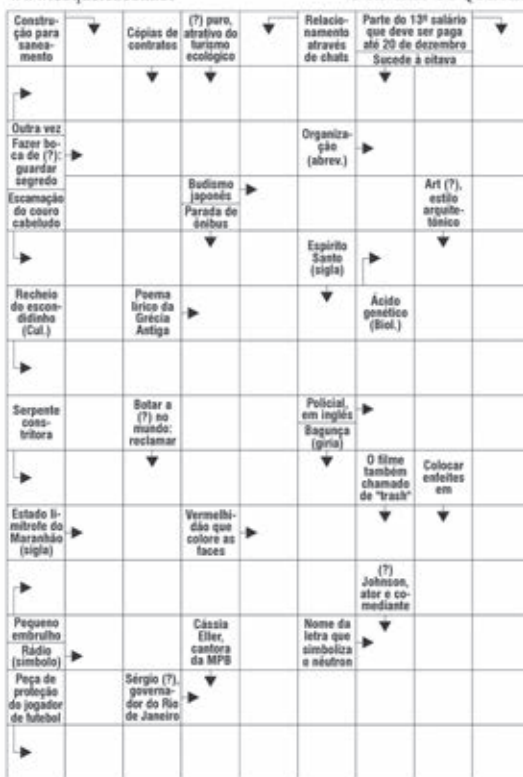 Constru-
ção para
sanea-
mento
Cópias de
contratos
(?) puro,
atrativo do
turismo
ecológico
Relacio-
namento
através
de chats
Parte do 13º salário
que deve ser paga
até 20 de dezembro
Sucede à oitava
Outra vez
Fazer bo-
ca de (?):
guardar
segredo
Organiza-
ção
(abrev.)
Escamação
do couro
cabeludo
Budismo
japonês
Parada de
ônibus
Art (?),
estilo
arquite-
tônico
Espírito
Santo
(sigla)
Recheio
do escon-
didinho
(Cul.)
Poema
lírico da
Grécia
Antiga
Ácido
genético
(Biol.)
Serpente
cons-
tritora
Botar a
(?) no
mundo:
reclamar
Policial,
em inglês
Bagunça
(gíria)
O filme
também
chamado
de "trash"
Colocar
enfeites
em
Estado li-
mítrofe do
Maranhão
(sigla)
Vermelhi-
dão que
colore as
faces
(?)
Johnson,
ator e co-
mediante
Pequeno
embrulho
Rádio
(símbolo)
Cássia
Eller,
cantora
da MPB
Nome da
letra que
simboliza
o nêutron
Peça de
proteção
do jogador
de futebol
Sérgio (?),
governa-
dor do Rio
de Janeiro